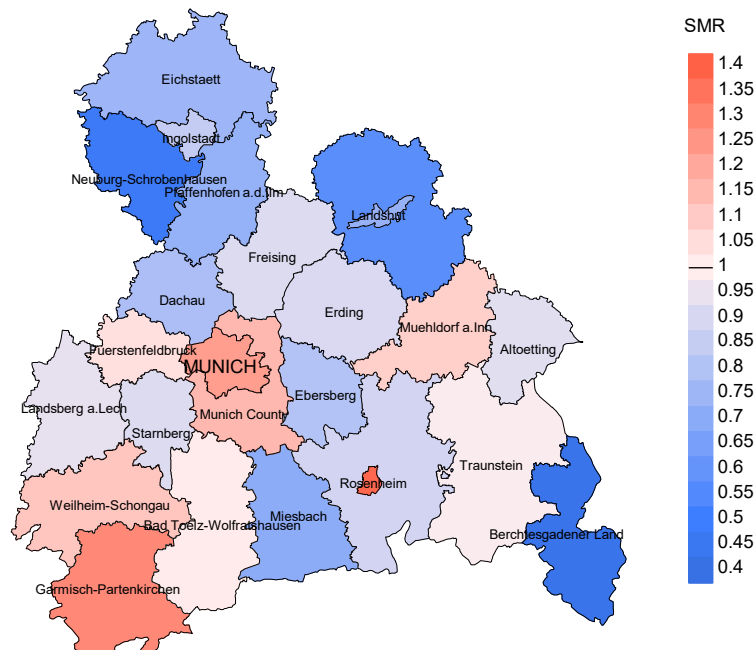 SMR
1.4
1.35
1.3
1.25
1.2
1.15
1.1
1.05
1
0.95
0.9
0.85
0.8
0.75
0.7
0.65
0.6
0.55
0.5
0.45
0.4
Eichstaett
Ingolstadt
Neuburg-Schrobenhausen
Pfaffenhofen a.d.Ilm
Landshut
Freising
Dachau
Erding
Muehldorf a.Inn
Fuerstenfeldbruck
Altoetting
MUNICH
Ebersberg
Landsberg a.Lech
Munich County
Starnberg
Traunstein
Rosenheim
Weilheim-Schongau
Miesbach
Bad Toelz-Wolfratshausen
Berchtesgadener Land
Garmisch-Partenkirchen